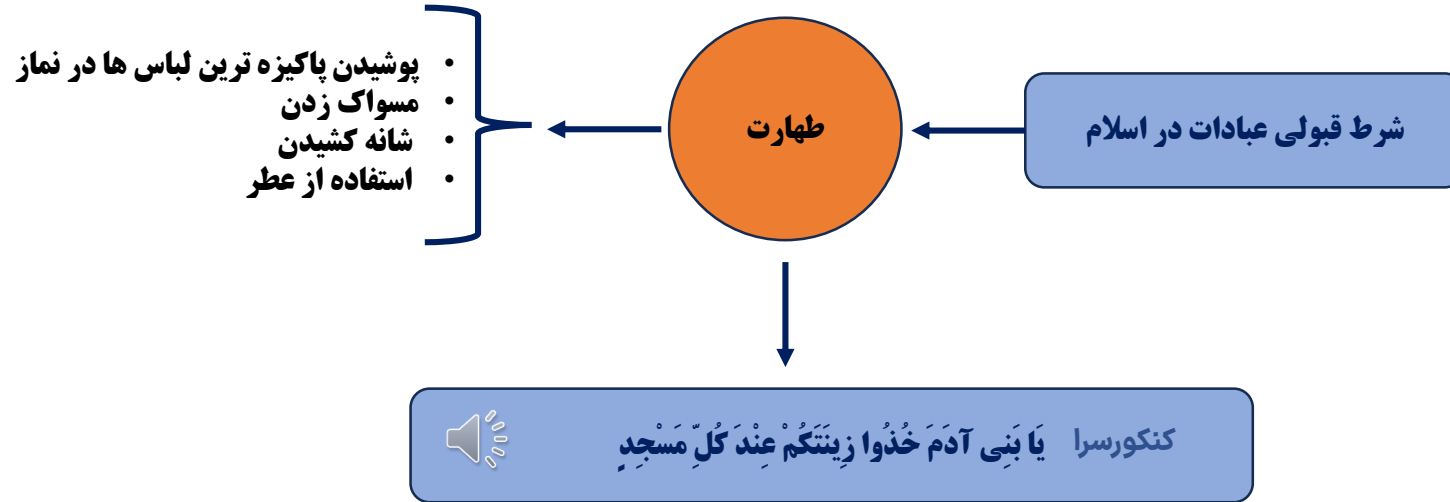 شرط قبولی عبادات در اسلام
طهارت
• پوشیدن پاکیزه ترین لباس ها در نماز
• مسواک زدن
• شانه کشیدن
• استفاده از عطر
کنکورسرا یَا بَنِی آدَمَ خُذُوا زِینَتَکُمْ عِنْدَ کُلِّ مَسْجِدٍ